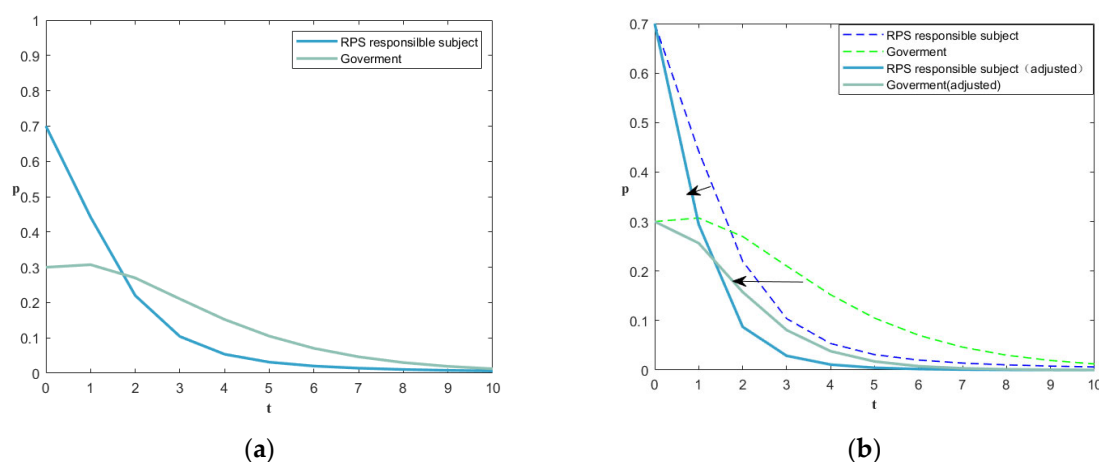 1
0.9
0.8
0.7
0.6
0.5
0.4
0.3
0.2
0.1
0
p
0 1 2 3 4 5 6 7 8 9 10
t
RPS responsilble subject
Goverment
(a)
0.7
0.6
0.5
0.4
0.3
0.2
0.1
0
p
0 1 2 3 4 5 6 7 8 9 10
t
RPS responsible subject
Goverment
RPS responsible subject（adjusted）
Goverment(adjusted)
(b)